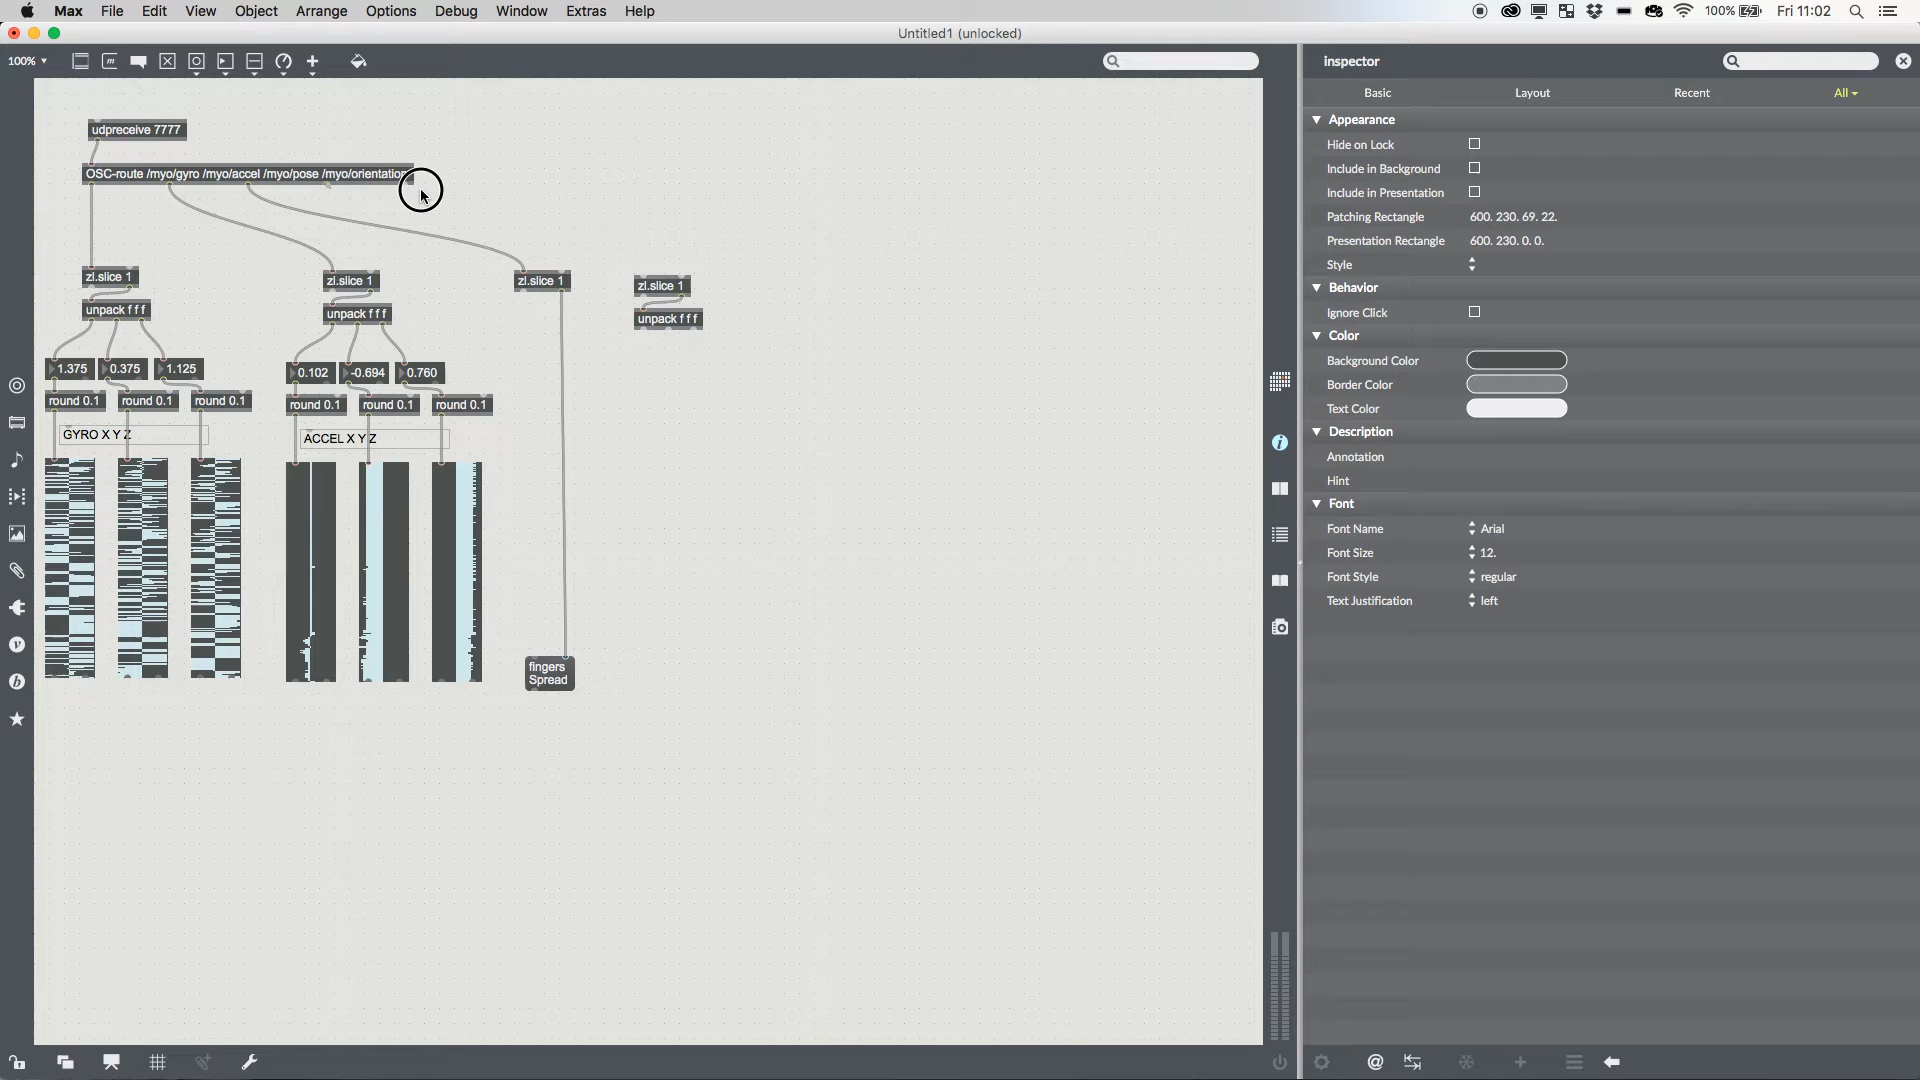 Max File Edit View Object Arrange Options Debug Window Extras Help 100% Fri 11:02
Untitled1 (unlocked)
100%
inspector
Basic Layout Recent All
udpreceive 7777
OSC-route /myo/gyro /myo/accel /myo/pose /myo/orientation
zl.slice 1
zl.slice 1
zl.slice 1
zl.slice 1
unpack f f f
unpack f f f
unpack f f f
1.375 0.375 1.125
0.102 -0.694 0.760
round 0.1 round 0.1 round 0.1
round 0.1 round 0.1 round 0.1
GYRO X Y Z
ACCEL X Y Z
fingers
Spread
Appearance
Hide on Lock
Include in Background
Include in Presentation
Patching Rectangle 600. 230. 69. 22.
Presentation Rectangle 600. 230. 0. 0.
Style
Behavior
Ignore Click
Color
Background Color
Border Color
Text Color
Description
Annotation
Hint
Font
Font Name Arial
Font Size 12.
Font Style regular
Text Justification left